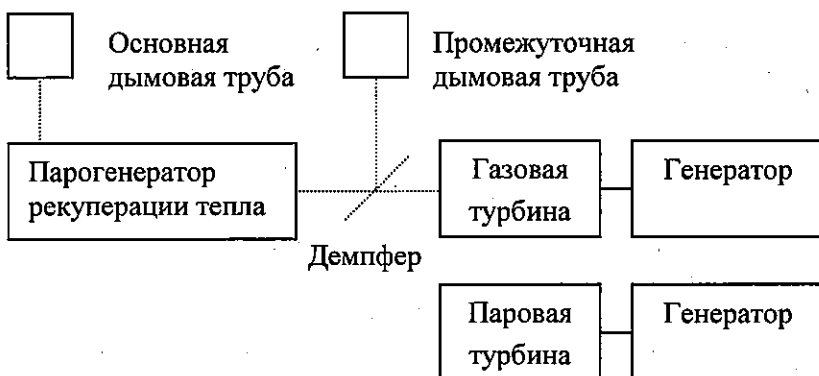 Основная
дымовая труба
Промежуточная
дымовая труба
Парогенератор
рекуперации тепла
Газовая
турбина
Генератор
Демпфер
Паровая
турбина
Генератор